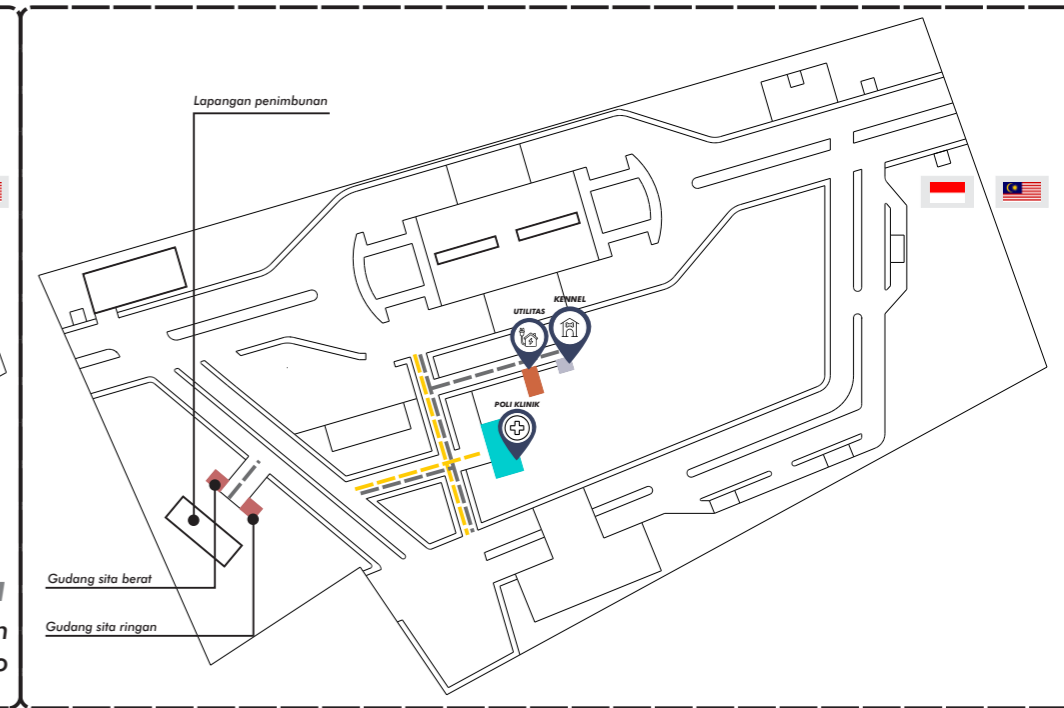 Lapangan penimbunan
KENNEL
UTILITAS
POLI KLINIK
Gudang sita berat
Gudang sita ringan